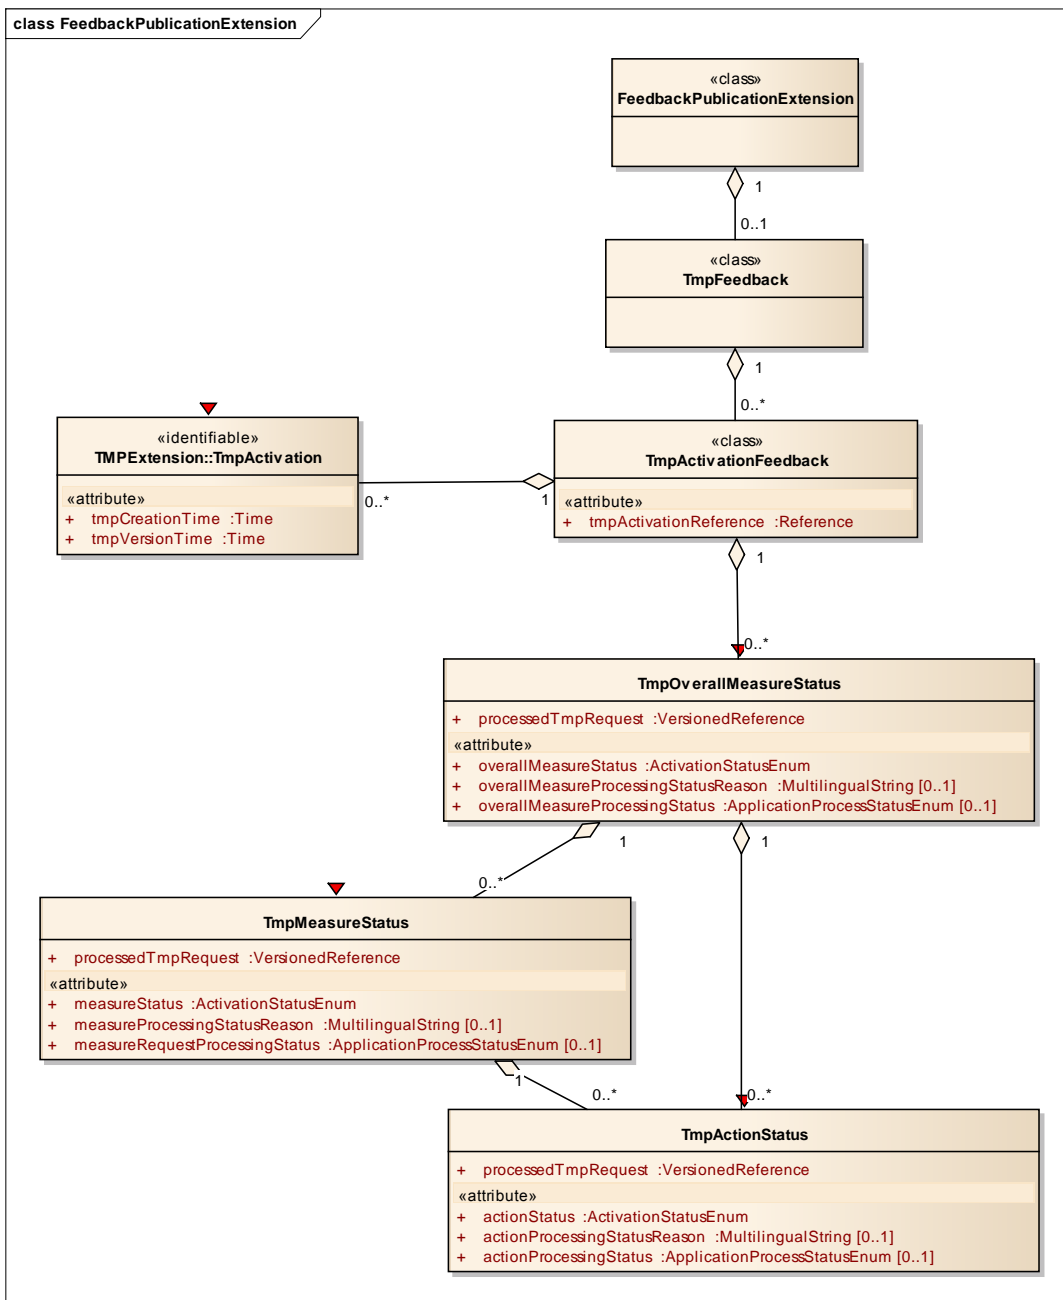 class FeedbackPublicationExtension
«class»
FeedbackPublicationExtension
1
0..1
«class»
TmpFeedback
1
0..*
«identifiable»
TMPExtension::TmpActivation
«attribute»
+ tmpCreationTime :Time
+ tmpVersionTime :Time
0..*
1
«class»
TmpActivationFeedback
«attribute»
+ tmpActivationReference :Reference
1
0..*
TmpOverallMeasureStatus
+ processedTmpRequest :VersionedReference
«attribute»
+ overallMeasureStatus :ActivationStatusEnum
+ overallMeasureProcessingStatusReason :MultilingualString [0..1]
+ overallMeasureProcessingStatus :ApplicationProcessStatusEnum [0..1]
1
1
0..*
TmpMeasureStatus
+ processedTmpRequest :VersionedReference
«attribute»
+ measureStatus :ActivationStatusEnum
+ measureProcessingStatusReason :MultilingualString [0..1]
+ measureRequestProcessingStatus :ApplicationProcessStatusEnum [0..1]
1
0..*
0..*
TmpActionStatus
+ processedTmpRequest :VersionedReference
«attribute»
+ actionStatus :ActivationStatusEnum
+ actionProcessingStatusReason :MultilingualString [0..1]
+ actionProcessingStatus :ApplicationProcessStatusEnum [0..1]